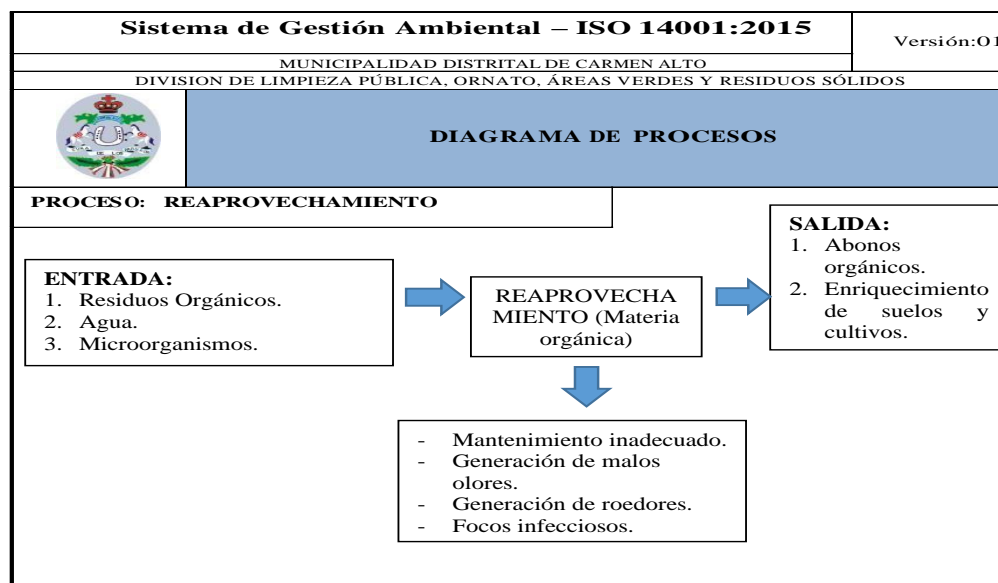 Sistema de Gestión Ambiental – ISO 14001:2015
Versión:01
MUNICIPALIDAD DISTRITAL DE CARMEN ALTO
DIVISION DE LIMPIEZA PÚBLICA, ORNATO, ÁREAS VERDES Y RESIDUOS SÓLIDOS
DIAGRAMA DE PROCESOS
PROCESO: REAPROVECHAMIENTO
ENTRADA:
1. Residuos Orgánicos.
2. Agua.
3. Microorganismos.
REAPROVECHA
MIENTO (Materia
orgánica)
SALIDA:
1. Abonos
orgánicos.
2. Enriquecimiento
de suelos y
cultivos.
- Mantenimiento inadecuado.
- Generación de malos
olores.
- Generación de roedores.
- Focos infecciosos.